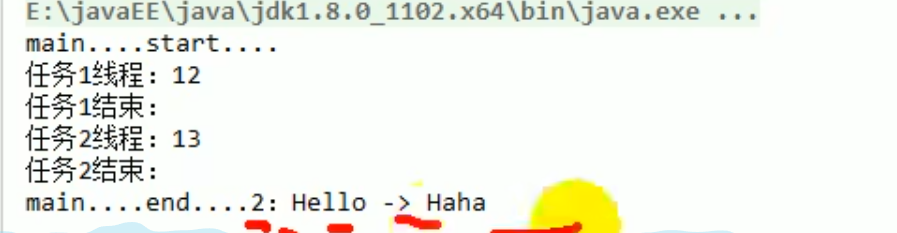 E:\javaEE\java\jdk1.8.0_1102.x64\bin\java.exe ...
main....start....
任务1线程：12
任务1结束：
任务2线程：13
任务2结束：
main....end....2：Hello -> Haha